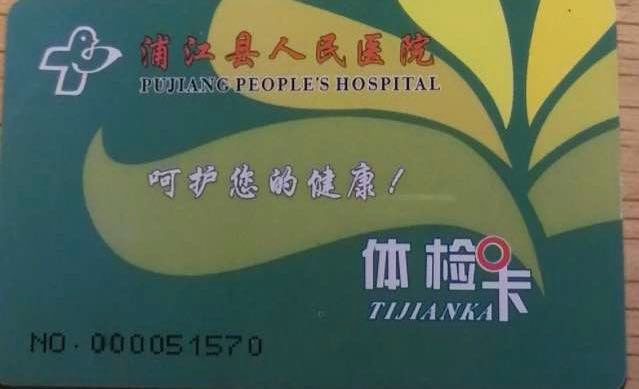 浦江县人民医院
PUJIANG PEOPLE'S HOSPITAL
呵护您的健康!
体检卡
TIJIANKA
NO.000051570